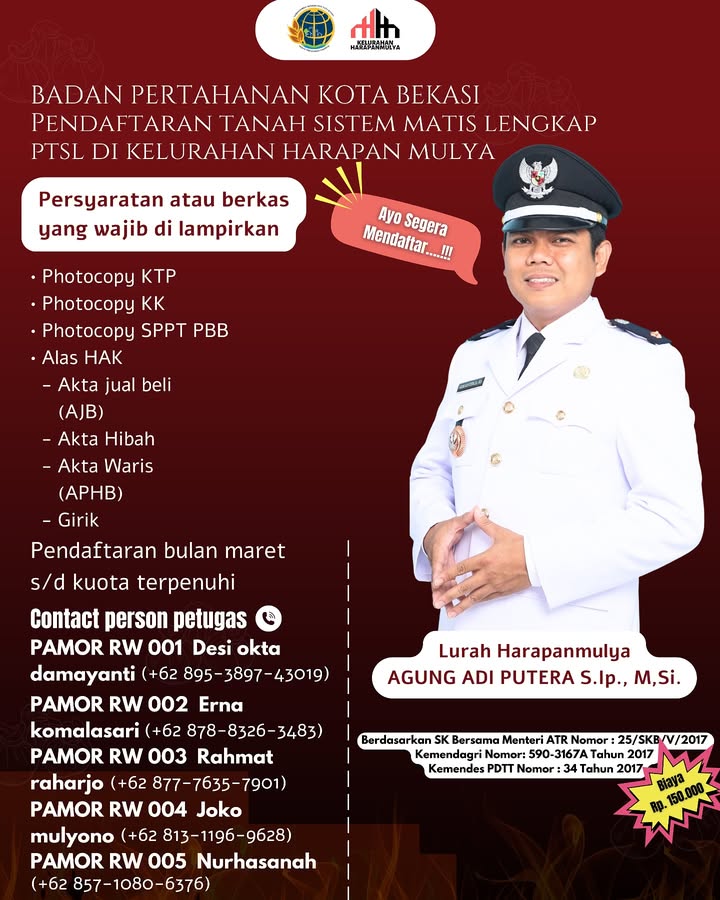 KELURAHAN
HARAPANMULYA
BADAN PERTAHANAN KOTA BEKASI
PENDAFTARAN TANAH SISTEM MATIS LENGKAP
PTSL DI KELURAHAN HARAPAN MULYA
Persyaratan atau berkas
yang wajib di lampirkan
Ayo Segera
Mendaftar......!!!
• Photocopy KTP
• Photocopy KK
• Photocopy SPPT PBB
• Alas HAK
– Akta jual beli
(AJB)
– Akta Hibah
– Akta Waris
(APHB)
– Girik
Pendaftaran bulan maret
s/d kuota terpenuhi
Contact person petugas
PAMOR RW 001 Desi okta
damayanti (+62 895-3897-43019)
PAMOR RW 002 Erna
komalasari (+62 878-8326-3483)
PAMOR RW 003 Rahmat
raharjo (+62 877-7635-7901)
PAMOR RW 004 Joko
mulyono (+62 813-1196-9628)
PAMOR RW 005 Nurhasanah
(+62 857-1080-6376)
Lurah Harapanmulya
AGUNG ADI PUTERA S.Ip., M,Si.
Berdasarkan SK Bersama Menteri ATR Nomor : 25/SKB/V/2017
Kemendagri Nomor: 590-3167A Tahun 2017
Kemendes PDTT Nomor : 34 Tahun 2017
Biaya
Rp. 150.000